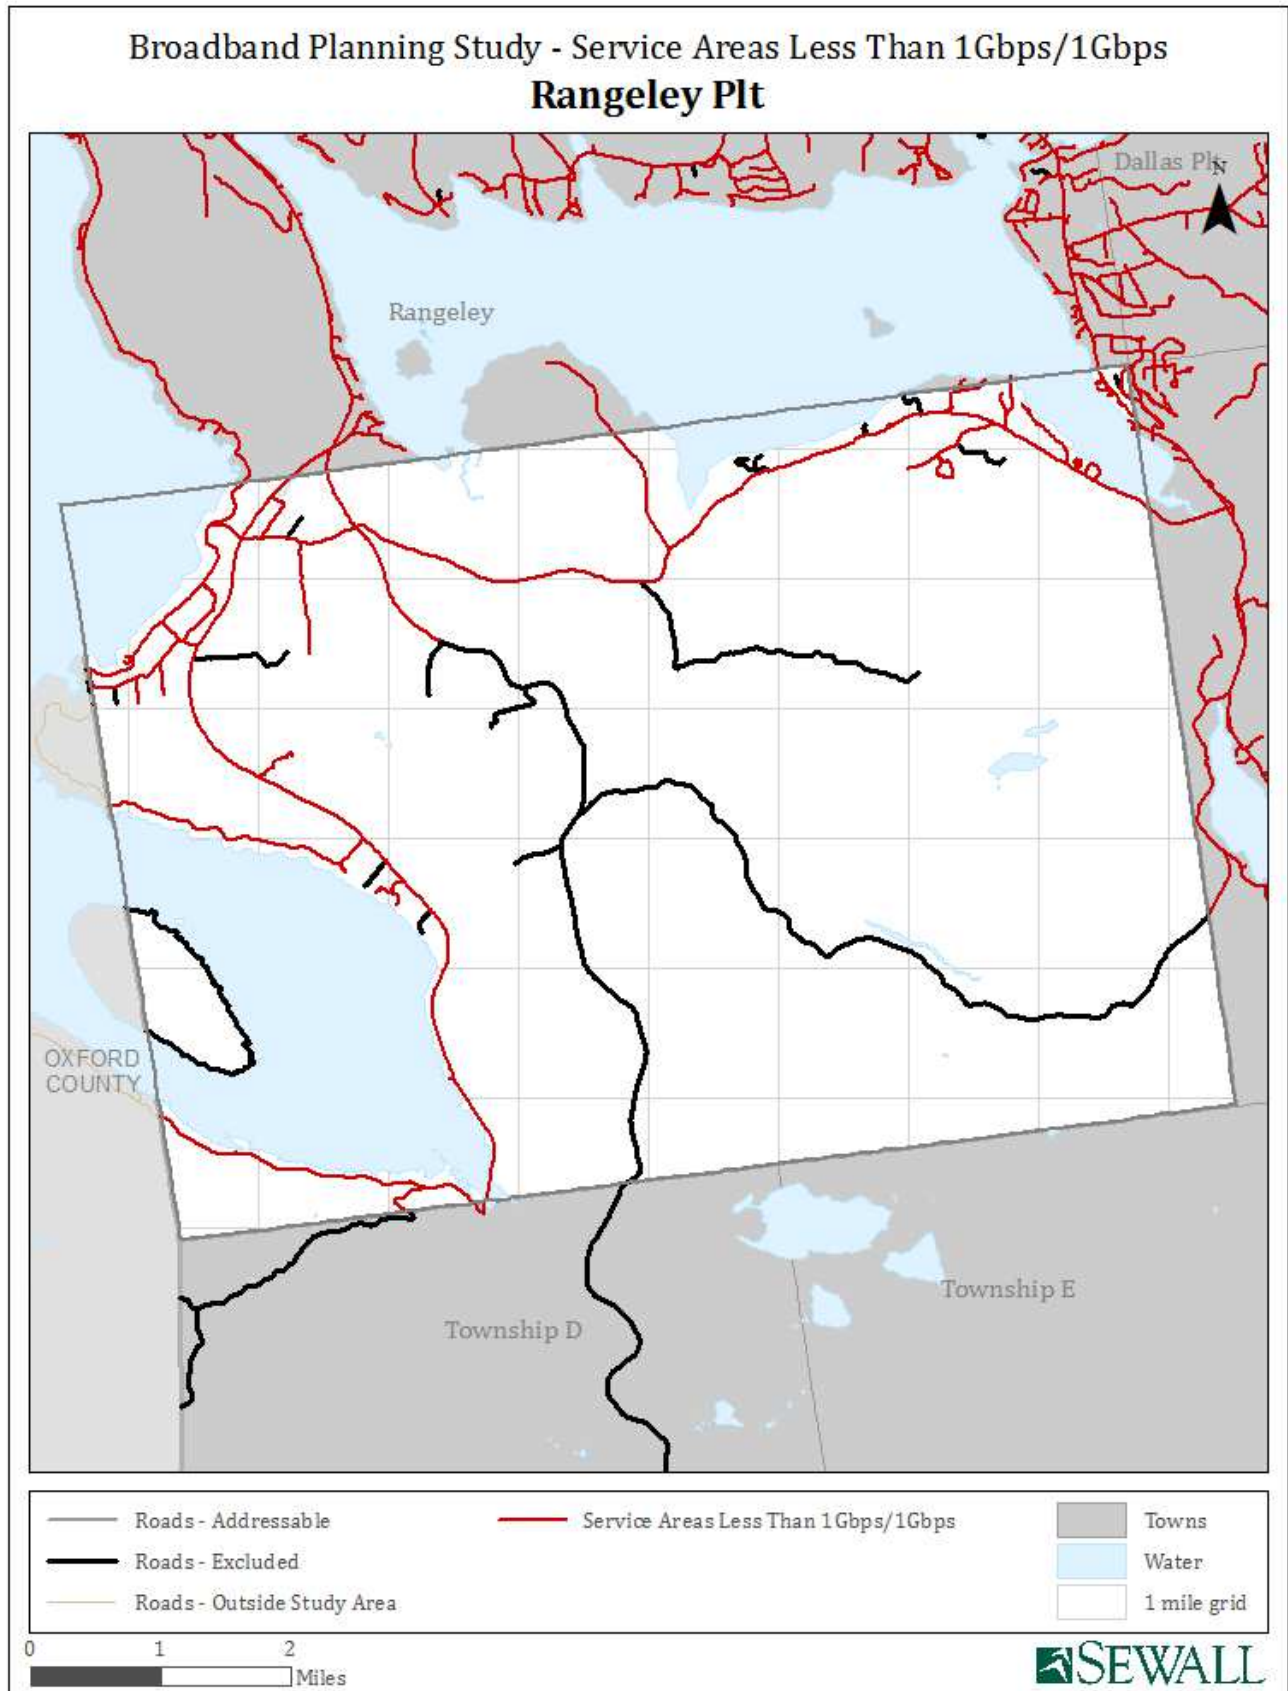 Broadband Planning Study - Service Areas Less Than 1Gbps/1Gbps
Rangeley Plt
Dallas Plt
N
Rangeley
OXFORD
COUNTY
Township E
Township D
Roads - Addressable
Service Areas Less Than 1Gbps/1Gbps
Towns
Roads - Excluded
Water
Roads - Outside Study Area
1 mile grid
0 1 2
Miles
SEWALL